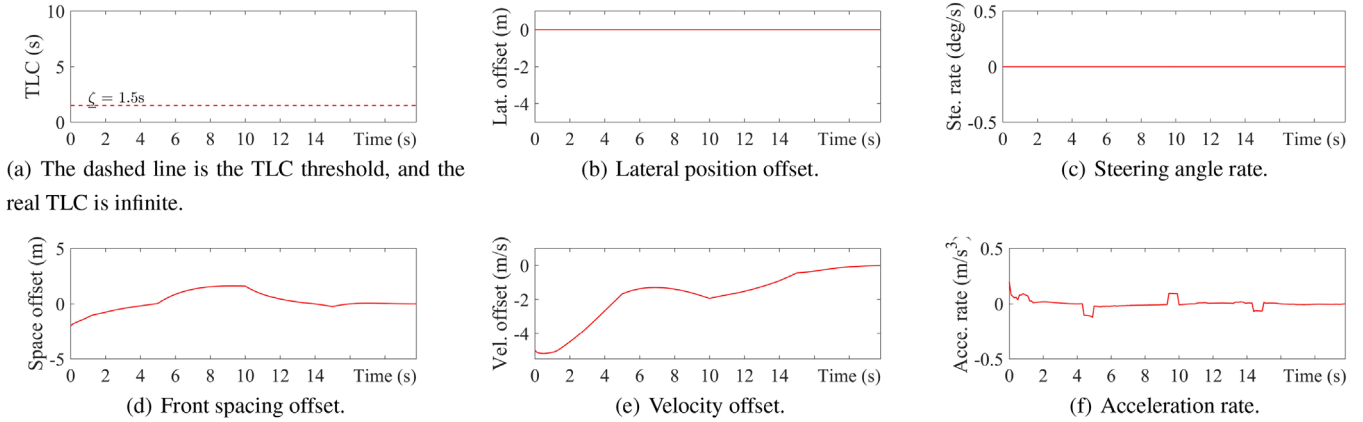 TLC (s)
10
5
0
ζ = 1.5s
0 2 4 6 8 10 12 14 Time (s)
(a) The dashed line is the TLC threshold, and the
real TLC is infinite.
Lat. offset (m)
0
-2
-4
0 2 4 6 8 10 12 14 Time (s)
(b) Lateral position offset.
Ste. rate (deg/s)
0.5
0
-0.5
0 2 4 6 8 10 12 14 Time (s)
(c) Steering angle rate.
Space offset (m)
5
0
-5
0 2 4 6 8 10 12 14 Time (s)
(d) Front spacing offset.
Vel. offset (m/s)
0
-2
-4
0 2 4 6 8 10 12 14 Time (s)
(e) Velocity offset.
Acce. rate (m/s³)
0.5
0
-0.5
0 2 4 6 8 10 12 14 Time (s)
(f) Acceleration rate.